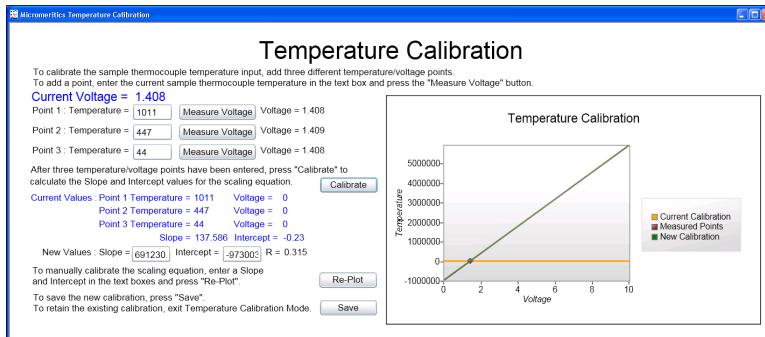 Micromeritics Temperature Calibration
Temperature Calibration
To calibrate the sample thermocouple temperature input, add three different temperature/voltage points.
To add a point, enter the current sample thermocouple temperature in the text box and press the "Measure Voltage" button.
Current Voltage = 1.408
Point 1 : Temperature = 1011 Measure Voltage Voltage = 1.408
Point 2 : Temperature = 447 Measure Voltage Voltage = 1.409
Point 3 : Temperature = 44 Measure Voltage Voltage = 1.408
After three temperature/voltage points have been entered, press "Calibrate" to
calculate the Slope and Intercept values for the scaling equation.
Calibrate
Current Values : Point 1 Temperature = 1011 Voltage = 0
Point 2 Temperature = 447 Voltage = 0
Point 3 Temperature = 44 Voltage = 0
Slope = 137.586 Intercept = -0.23
New Values : Slope = 691230. Intercept = -973003 R = 0.315
To manually calibrate the scaling equation, enter a Slope
and Intercept in the text boxes and press "Re-Plot".
Re-Plot
To save the new calibration, press "Save".
To retain the existing calibration, exit Temperature Calibration Mode.
Save
Temperature Calibration
Temperature
5000000
4000000
3000000
2000000
1000000
0
-1000000
0 2 4 6 8 10
Voltage
Current Calibration
Measured Points
New Calibration